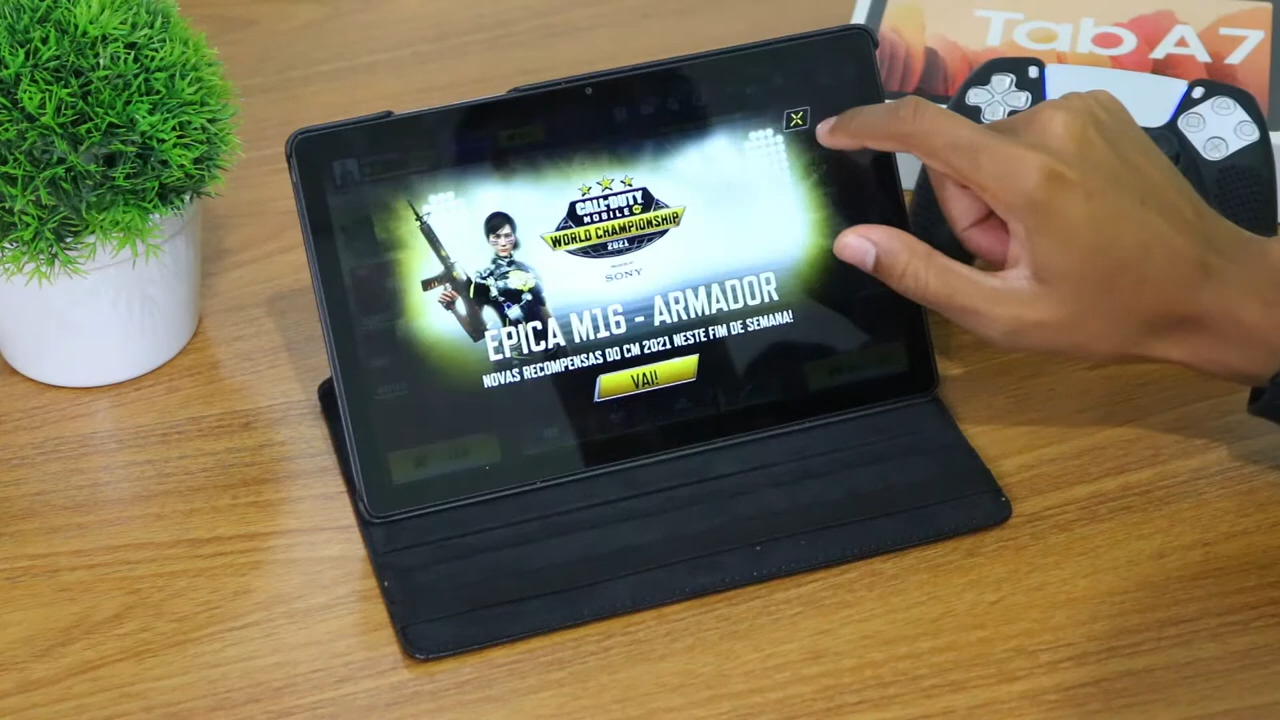 Tab A7
CALL OF DUTY
MOBILE
WORLD CHAMPIONSHIP
2021
SONY
ÉPICA M16 - ARMADOR
NOVAS RECOMPENSAS DO CM 2021 NESTE FIM DE SEMANA!
VAI!